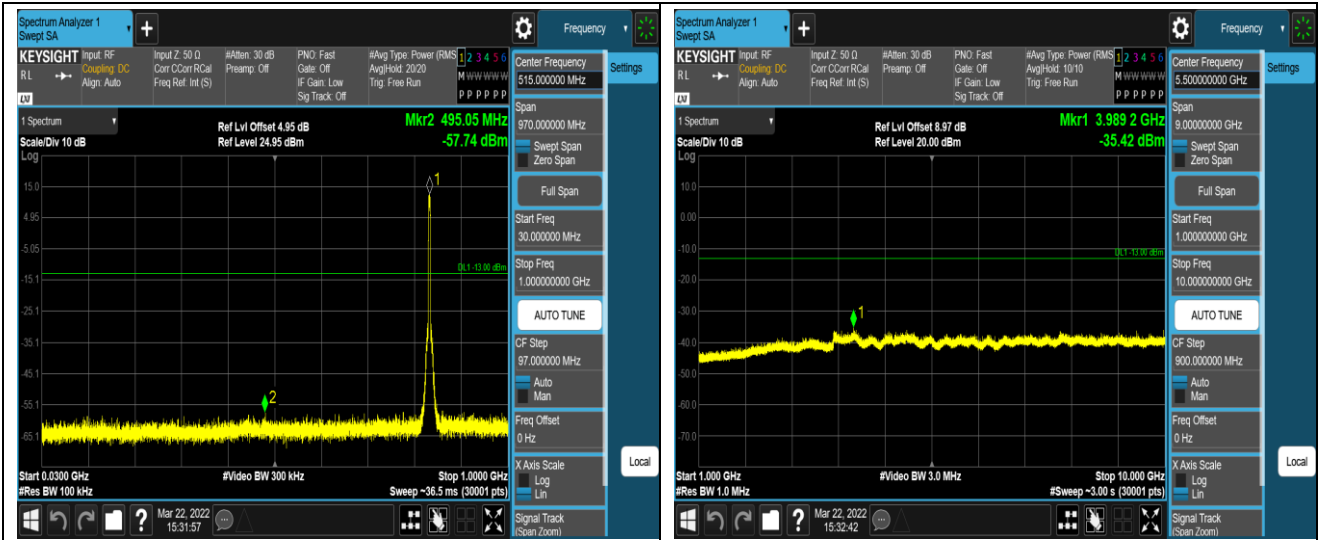 Spectrum Analyzer 1
Swept SA
+
Frequency
KEYSIGHT Input: RF Input Z: 50 Ω #Atten: 30 dB PNO: Fast #Avg Type: Power (RMS 1 2 3 4 5 6
RL Coupling: DC Corr CCorr RCal Preamp: Off Gate: Off Avg|Hold: 20/20 M W W W W W
Align: Auto Freq Ref: Int (S) IF Gain: Low Trig: Free Run
Sig Track: Off P P P P P P
LXI
1 Spectrum
Ref Lvl Offset 4.95 dB
Mkr2 495.05 MHz
Scale/Div 10 dB
Ref Level 24.95 dBm
-57.74 dBm
Log
15.0
4.95
-5.05
-15.1
-25.1
-35.1
-45.1
-55.1
-65.1
1
DL1 -13.00 dBm
2
Start 0.0300 GHz
#Video BW 300 kHz
Stop 1.0000 GHz
#Res BW 100 kHz
Sweep ~36.5 ms (30001 pts)
Center Frequency
515.000000 MHz
Settings
Span
970.000000 MHz
Swept Span
Zero Span
Full Span
Start Freq
30.000000 MHz
Stop Freq
1.000000000 GHz
AUTO TUNE
CF Step
97.000000 MHz
Auto
Man
Freq Offset
0 Hz
X Axis Scale
Log
Lin
Local
Signal Track
(Span Zoom)
?
Mar 22, 2022
15:31:57
Spectrum Analyzer 1
Swept SA
+
Frequency
KEYSIGHT Input: RF Input Z: 50 Ω #Atten: 30 dB PNO: Fast #Avg Type: Power (RMS 1 2 3 4 5 6
RL Coupling: DC Corr CCorr RCal Preamp: Off Gate: Off Avg|Hold: 10/10 M W W W W W
Align: Auto Freq Ref: Int (S) IF Gain: Low Trig: Free Run
Sig Track: Off P P P P P P
LXI
1 Spectrum
Ref Lvl Offset 8.97 dB
Mkr1 3.989 2 GHz
Scale/Div 10 dB
Ref Level 20.00 dBm
-35.42 dBm
Log
10.0
0.00
-10.0
-20.0
-30.0
-40.0
-50.0
-60.0
-70.0
DL1 -13.00 dBm
1
Start 1.000 GHz
#Video BW 3.0 MHz
Stop 10.000 GHz
#Res BW 1.0 MHz
#Sweep ~3.00 s (30001 pts)
Center Frequency
5.500000000 GHz
Settings
Span
9.00000000 GHz
Swept Span
Zero Span
Full Span
Start Freq
1.000000000 GHz
Stop Freq
10.000000000 GHz
AUTO TUNE
CF Step
900.000000 MHz
Auto
Man
Freq Offset
0 Hz
X Axis Scale
Log
Lin
Local
Signal Track
(Span Zoom)
?
Mar 22, 2022
15:32:42